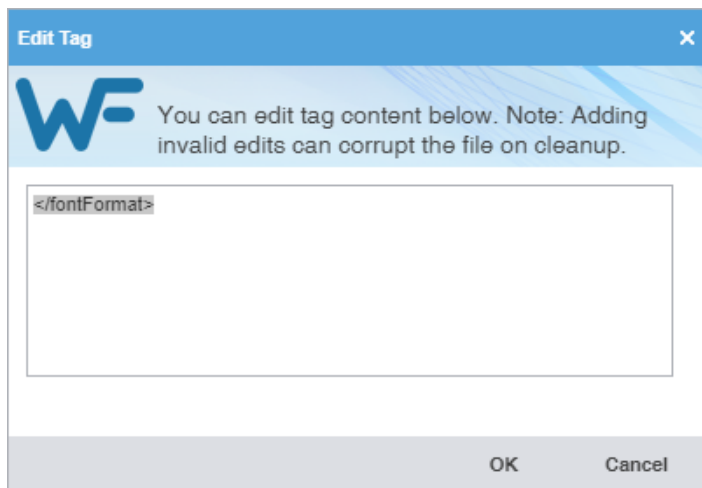 Edit Tag
WF
You can edit tag content below. Note: Adding
invalid edits can corrupt the file on cleanup.
</fontFormat>
OK Cancel